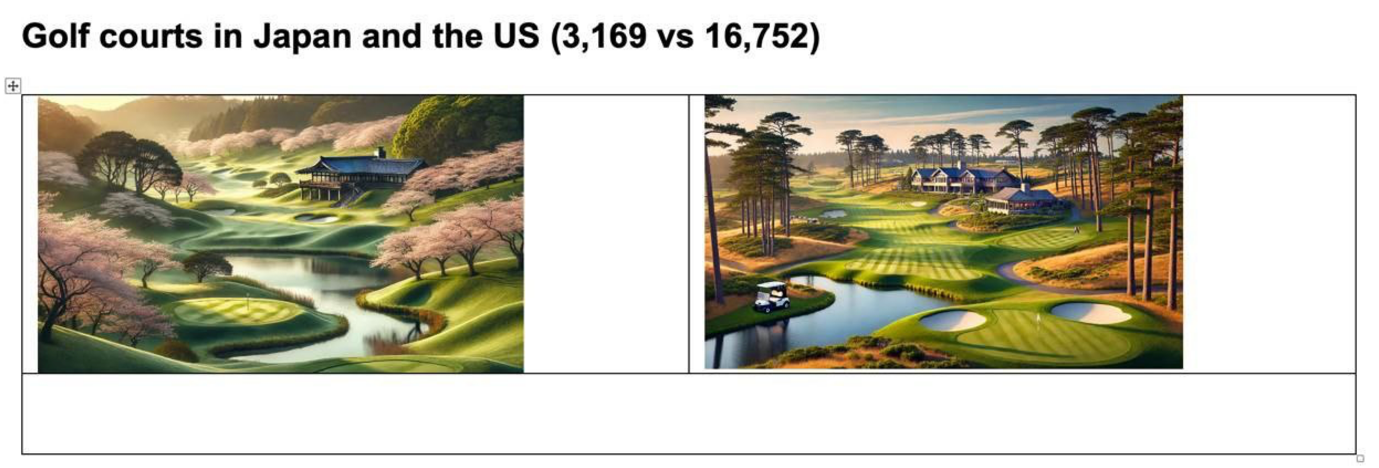 Golf courts in Japan and the US (3,169 vs 16,752)